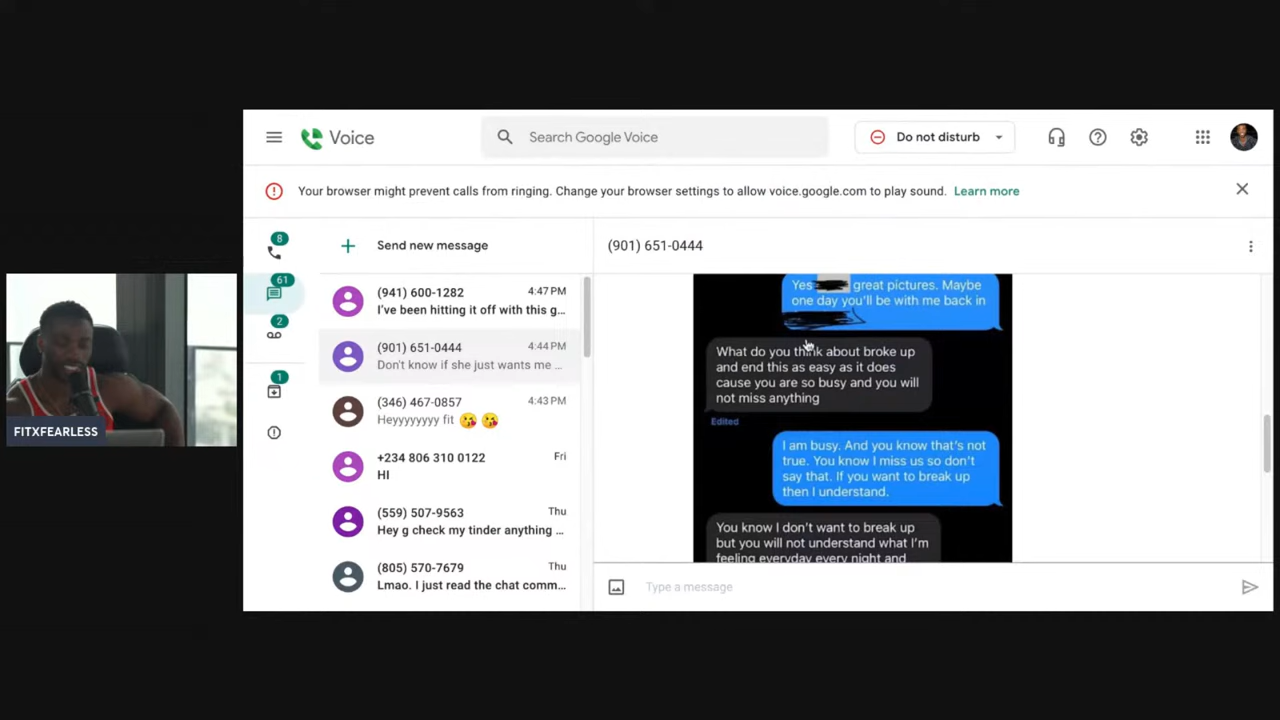 Voice
Search Google Voice
Do not disturb
Your browser might prevent calls from ringing. Change your browser settings to allow voice.google.com to play sound. Learn more
8
61
2
1
Send new message
(941) 600-1282 4:47 PM
I've been hitting it off with this g...
(901) 651-0444 4:44 PM
Don't know if she just wants me ...
(346) 467-0857 4:43 PM
Heyyyyyyy fit 😘 😘
+234 806 310 0122 Fri
HI
(559) 507-9563 Thu
Hey g check my tinder anything ...
(805) 570-7679 Thu
Lmao. I just read the chat comm...
(901) 651-0444
Yes great pictures. Maybe
one day you'll be with me back in
What do you think about broke up
and end this as easy as it does
cause you are so busy and you will
not miss anything
Edited
I am busy. And you know that's not
true. You know I miss us so don't
say that. If you want to break up
then I understand.
You know I don't want to break up
but you will not understand what I'm
feeling everyday every night and
Type a message
FITXFEARLESS